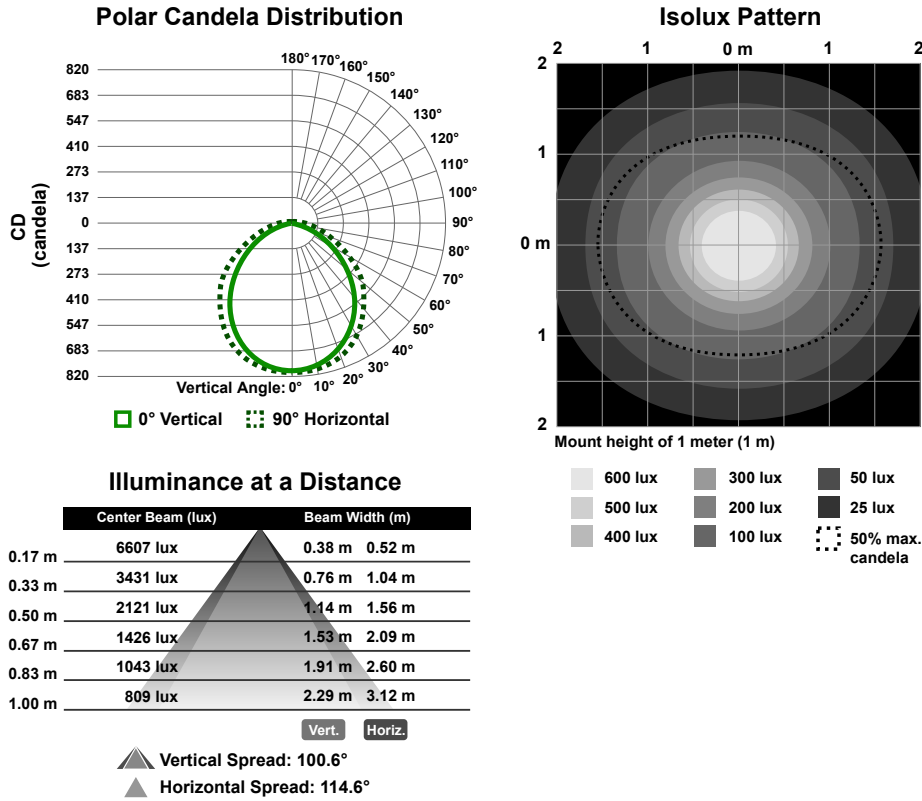 Polar Candela Distribution
180° 170° 160° 150° 140° 130° 120° 110° 100° 90° 80° 70° 60° 50° 40° 30° 20° 10°
820
683
547
410
273
137
0
137
273
410
547
683
820
CD
(candela)
Vertical Angle: 0°
0° Vertical 90° Horizontal
Isolux Pattern
2 1 0 m 1 2
2
1
0 m
1
2
Mount height of 1 meter (1 m)
600 lux 300 lux 50 lux
500 lux 200 lux 25 lux
400 lux 100 lux 50% max.
candela
Illuminance at a Distance
Center Beam (lux) Beam Width (m)
0.17 m 6607 lux 0.38 m 0.52 m
0.33 m 3431 lux 0.76 m 1.04 m
0.50 m 2121 lux 1.14 m 1.56 m
0.67 m 1426 lux 1.53 m 2.09 m
0.83 m 1043 lux 1.91 m 2.60 m
1.00 m 809 lux 2.29 m 3.12 m
Vert. Horiz.
Vertical Spread: 100.6°
Horizontal Spread: 114.6°